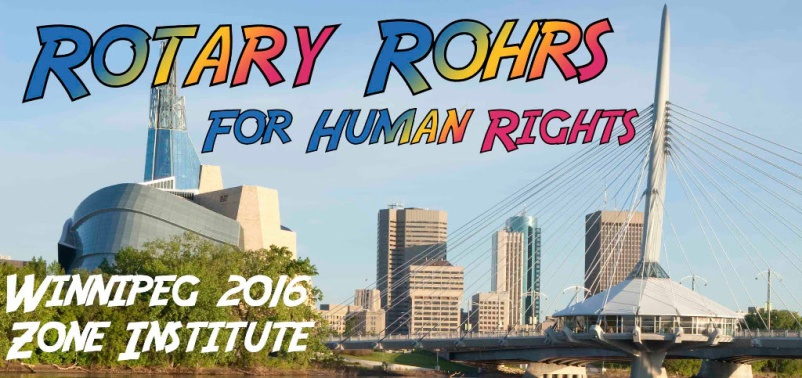 ROTARY ROHRS
FOR HUMAN RIGHTS
WINNIPEG 2016
ZONE INSTITUTE